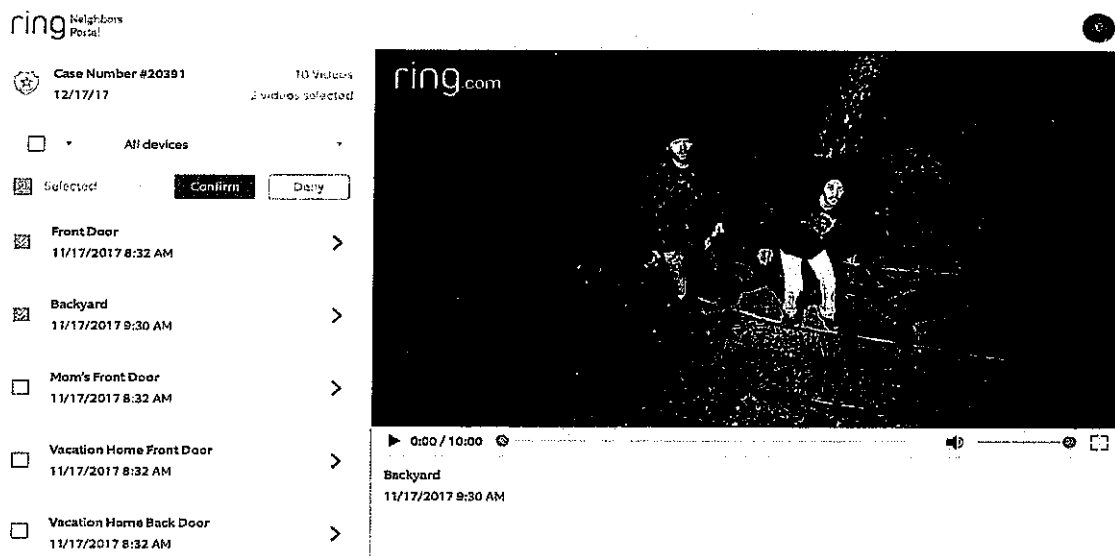 ring Neighbors
Portal
Case Number #20391
10 Videos
12/17/17
2 videos selected
All devices
Selected
Confirm
Deny
Front Door
11/17/2017 8:32 AM
Backyard
11/17/2017 9:30 AM
Mom's Front Door
11/17/2017 8:32 AM
Vacation Home Front Door
11/17/2017 8:32 AM
Vacation Home Back Door
11/17/2017 8:32 AM
ring.com
0:00 / 10:00
Backyard
11/17/2017 9:30 AM